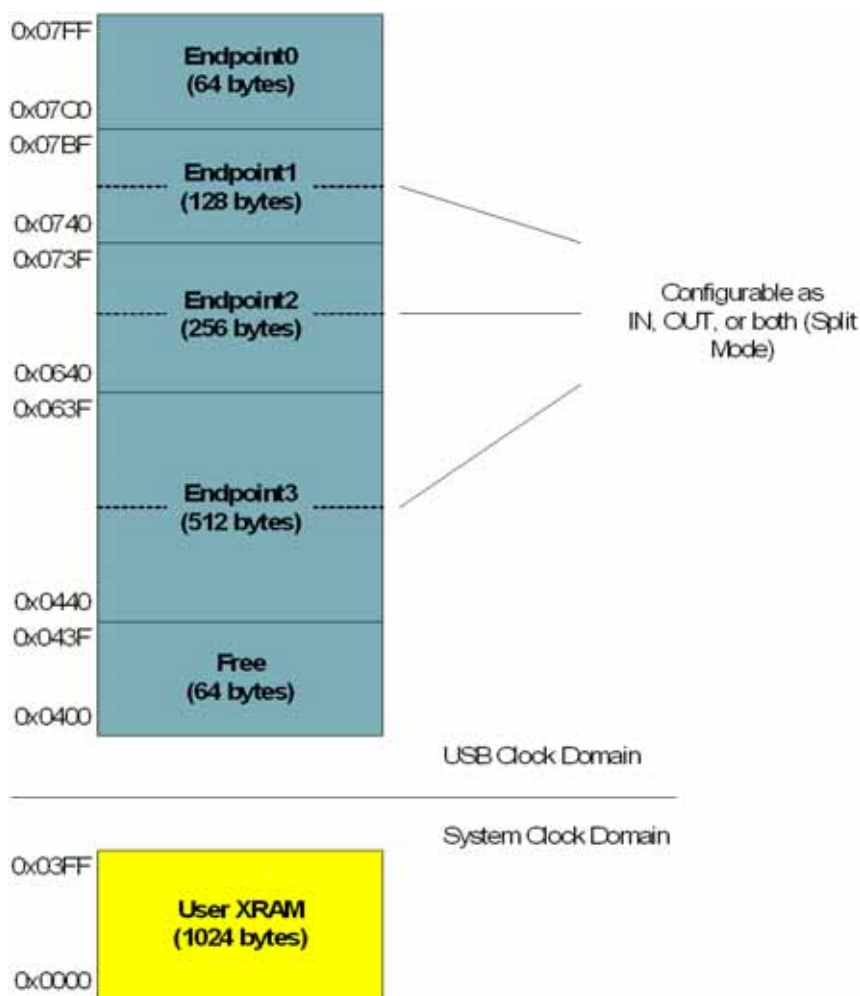 0x07FF
Endpoint0
(64 bytes)
0x07C0
0x07BF
Endpoint1
(128 bytes)
0x0740
0x073F
Endpoint2
(256 bytes)
Configurable as
IN, OUT, or both (Split
Mode)
0x0640
0x063F
Endpoint3
(512 bytes)
0x0440
0x043F
Free
(64 bytes)
0x0400
USB Clock Domain
System Clock Domain
0x03FF
User XRAM
(1024 bytes)
0x0000